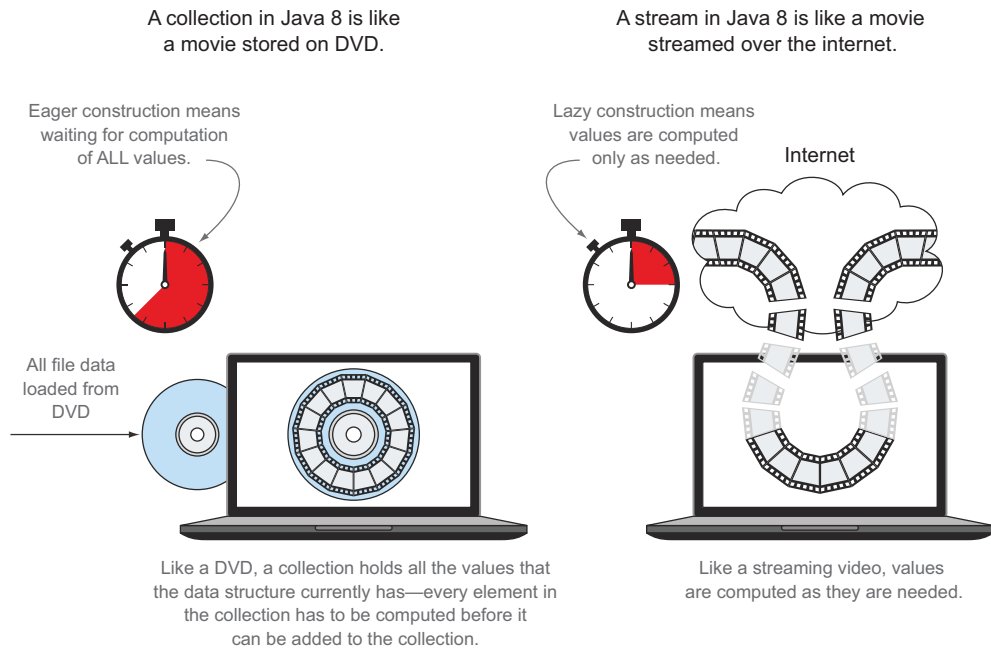 A collection in Java 8 is like
a movie stored on DVD.
Eager construction means
waiting for computation
of ALL values.
All file data
loaded from
DVD
Like a DVD, a collection holds all the values that
the data structure currently has—every element in
the collection has to be computed before it
can be added to the collection.
A stream in Java 8 is like a movie
streamed over the internet.
Lazy construction means
values are computed
only as needed.
Internet
Like a streaming video, values
are computed as they are needed.